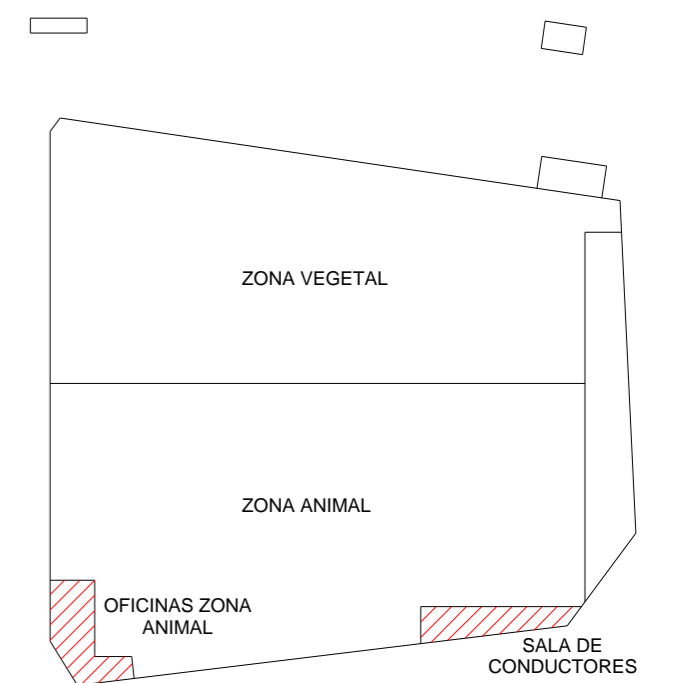 ZONA VEGETAL
ZONA ANIMAL
OFICINAS ZONA
ANIMAL
SALA DE
CONDUCTORES